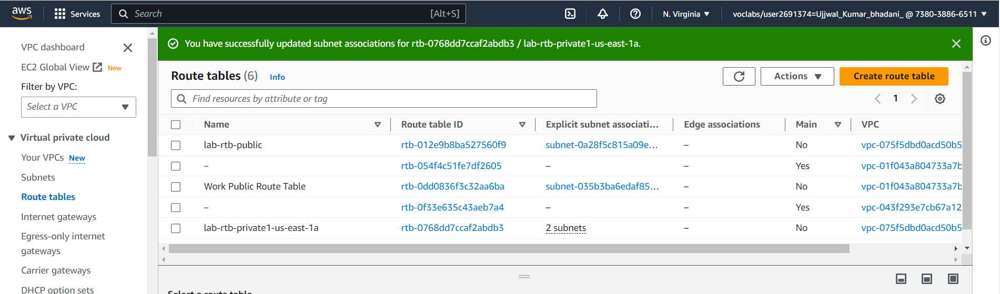 aws
Services
Search
[Alt+S]
N. Virginia
voclabs/user2691374=Ujjwal_Kumar_bhadani_ @ 7380-3886-6511
VPC dashboard
EC2 Global View New
Filter by VPC:
Select a VPC
Virtual private cloud
Your VPCs New
Subnets
Route tables
Internet gateways
Egress-only internet
gateways
Carrier gateways
DHCP option sets
You have successfully updated subnet associations for rtb-0768dd7ccaf2abdb3 / lab-rtb-private1-us-east-1a.
Route tables (6) Info
Actions
Create route table
Find resources by attribute or tag
1
Name Route table ID Explicit subnet associati... Edge associations Main VPC
lab-rtb-public rtb-012e9b8ba527560f9 subnet-0a28f5c815a09e... – No vpc-075f5dbd0acd50b5
– rtb-054f4c51fe7df2605 – – Yes vpc-01f043a804733a7b
Work Public Route Table rtb-0dd0836f3c32aa6ba subnet-035b3ba6edaf85... – No vpc-01f043a804733a7b
– rtb-0f33e635c43aeb7a4 – – Yes vpc-043f293e7cb67a12
lab-rtb-private1-us-east-1a rtb-0768dd7ccaf2abdb3 2 subnets – No vpc-075f5dbd0acd50b5
Select a route table